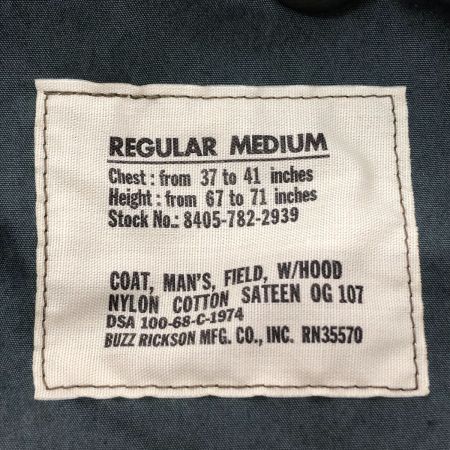 REGULAR MEDIUM
Chest : from 37 to 41 inches
Height : from 67 to 71 inches
Stock No.: 8405-782-2939
COAT, MAN'S, FIELD, W/HOOD
NYLON COTTON SATEEN OG 107
DSA 100-68-C-1974
BUZZ RICKSON MFG. CO., INC. RN35570